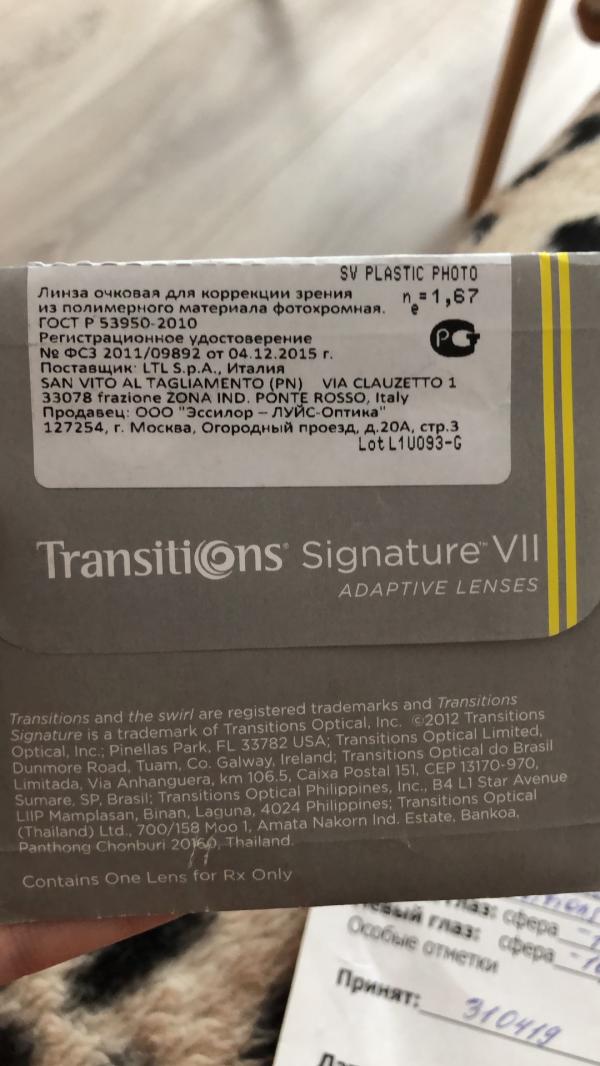 SV PLASTIC PHOTO
Линза очковая для коррекции зрения
nе=1,67
из полимерного материала фотохромная.
ГОСТ Р 53950-2010
Регистрационное удостоверение
№ ФСЗ 2011/09892 от 04.12.2015 г.
Поставщик: LTL S.p.A., Италия
SAN VITO AL TAGLIAMENTO (PN) VIA CLAUZETTO 1
33078 frazione ZONA IND. PONTE ROSSO, Italy
Продавец: ООО "Эссилор – ЛУЙС-Оптика"
127254, г. Москва, Огородный проезд, д.20А, стр.3
Lot L1U093-G
Transitions® Signature™ VII
ADAPTIVE LENSES
Transitions and the swirl are registered trademarks and Transitions
Signature is a trademark of Transitions Optical, Inc. ©2012 Transitions
Optical, Inc.; Pinellas Park, FL 33782 USA; Transitions Optical Limited,
Dunmore Road, Tuam, Co. Galway, Ireland; Transitions Optical do Brasil
Limitada, Via Anhanguera, km 106.5, Caixa Postal 151, CEP 13170-970,
Sumare, SP, Brasil; Transitions Optical Philippines, Inc., B4 L1 Star Avenue
LIIP Mamplasan, Binan, Laguna, 4024 Philippines; Transitions Optical
(Thailand) Ltd., 700/158 Moo 1, Amata Nakorn Ind. Estate, Bankoa,
Panthong Chonburi 20160, Thailand.
Contains One Lens for Rx Only
глаз: сфера
Левый глаз: сфера
Особые отметки
Принят: 310419